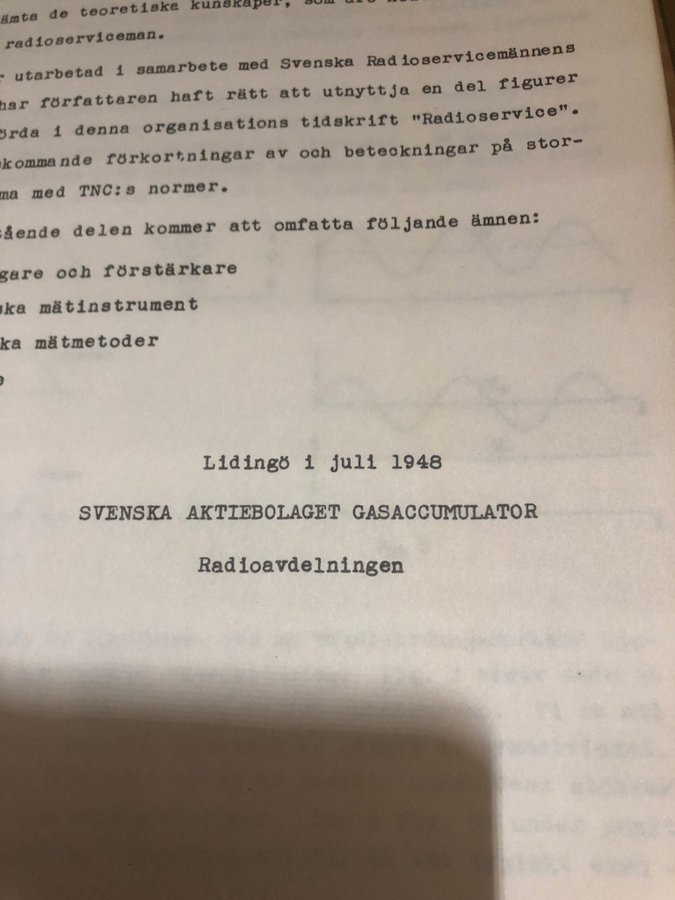 ämta de teoretiska kunskaper, som
radioserviceman.
utarbetad i samarbete med Svenska Radioservicemännens
har författaren haft rätt att utnyttja en del figurer
örda i denna organisations tidskrift "Radioservice".
kommande förkortningar av och beteckningar på stor-
ma med TNC:s normer.
ående delen kommer att omfatta följande ämnen:
gare och förstärkare
ska mätinstrument
ka mätmetoder
Lidingö i juli 1948
SVENSKA AKTIEBOLAGET GASACCUMULATOR
Radioavdelningen